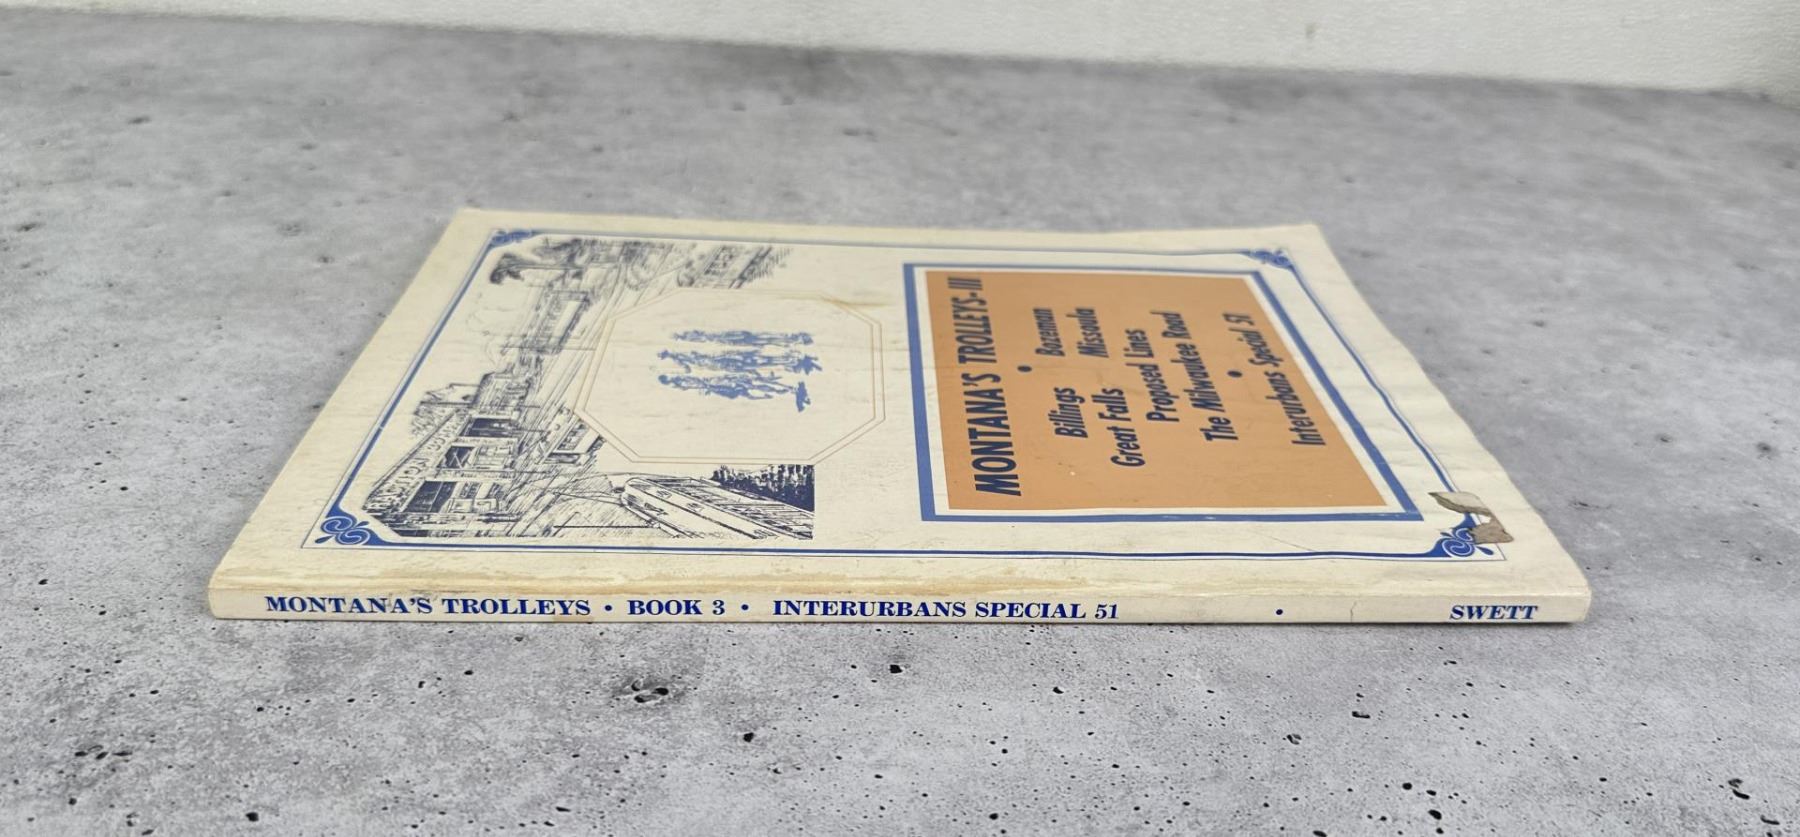 MONTANA'S TROLLEYS-III
•
Billings Bozeman
Great Falls Missoula
Proposed Lines
The Milwaukee Road
•
Interurbans Special 51
MONTANA'S TROLLEYS • BOOK 3 • INTERURBANS SPECIAL 51 • SWETT